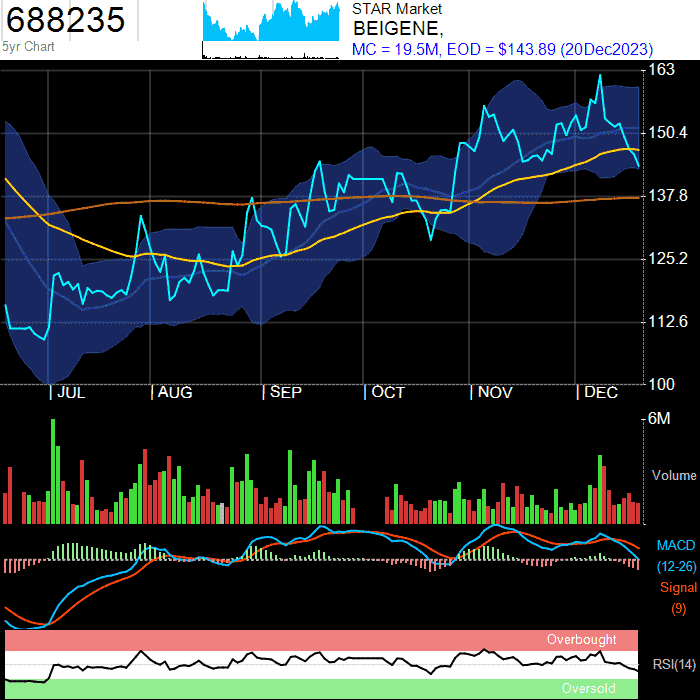 688235
5yr Chart
STAR Market
BEIGENE,
MC = 19.5M, EOD = $143.89 (20Dec2023)
163
150.4
137.8
125.2
112.6
100
JUL
AUG
SEP
OCT
NOV
DEC
6M
Volume
MACD
(12-26)
Signal
(9)
Overbought
RSI(14)
Oversold